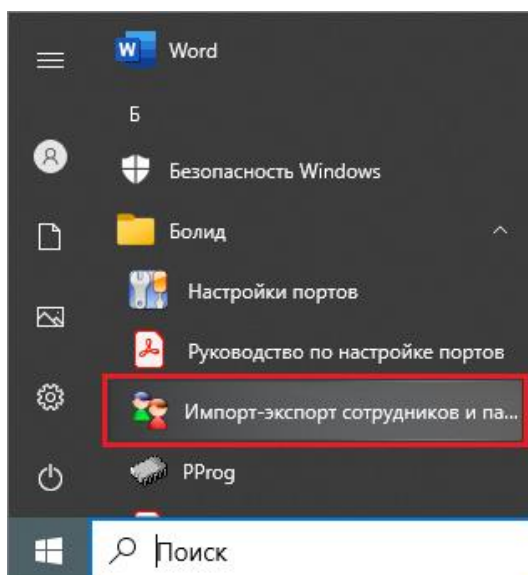 Word
Б
Безопасность Windows
Болид
Настройки портов
Руководство по настройке портов
Импорт-экспорт сотрудников и па...
PProg
Поиск